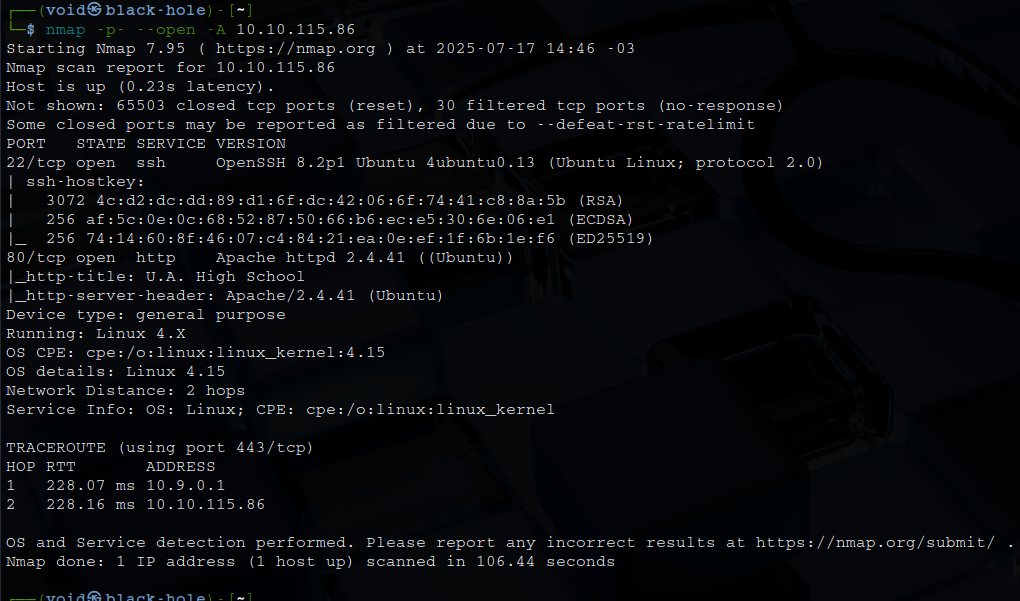 ┌──(void㉿black-hole)-[~]
└─$ nmap -p- --open -A 10.10.115.86
Starting Nmap 7.95 ( https://nmap.org ) at 2025-07-17 14:46 -03
Nmap scan report for 10.10.115.86
Host is up (0.23s latency).
Not shown: 65503 closed tcp ports (reset), 30 filtered tcp ports (no-response)
Some closed ports may be reported as filtered due to --defeat-rst-ratelimit
PORT   STATE SERVICE VERSION
22/tcp open  ssh     OpenSSH 8.2p1 Ubuntu 4ubuntu0.13 (Ubuntu Linux; protocol 2.0)
| ssh-hostkey:
|   3072 4c:d2:dc:dd:89:d1:6f:dc:42:06:6f:74:41:c8:8a:5b (RSA)
|   256 af:5c:0e:0c:68:52:87:50:66:b6:ec:e5:30:6e:06:e1 (ECDSA)
|_  256 74:14:60:8f:46:07:c4:84:21:ea:0e:ef:1f:6b:1e:f6 (ED25519)
80/tcp open  http    Apache httpd 2.4.41 ((Ubuntu))
|_http-title: U.A. High School
|_http-server-header: Apache/2.4.41 (Ubuntu)
Device type: general purpose
Running: Linux 4.X
OS CPE: cpe:/o:linux:linux_kernel:4.15
OS details: Linux 4.15
Network Distance: 2 hops
Service Info: OS: Linux; CPE: cpe:/o:linux:linux_kernel

TRACEROUTE (using port 443/tcp)
HOP RTT       ADDRESS
1   228.07 ms 10.9.0.1
2   228.16 ms 10.10.115.86

OS and Service detection performed. Please report any incorrect results at https://nmap.org/submit/ .
Nmap done: 1 IP address (1 host up) scanned in 106.44 seconds

┌──(void㉿black-hole)-[~]